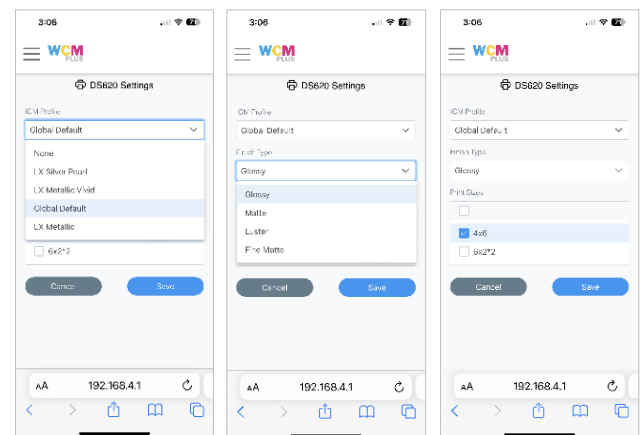 3:06
WCM
PLUS
DS620 Settings
ICM Profile
Global Default
None
LX Silver Pearl
LX Metallic Vivid
Global Default
LX Metallic
6x2*2
Cancel Save
AA 192.168.4.1
3:06
WCM
PLUS
DS620 Settings
ICM Profile
Global Default
Finish Type
Glossy
Glossy
Matte
Luster
Fine Matte
Cancel Save
AA 192.168.4.1
3:06
WCM
PLUS
DS620 Settings
ICM Profile
Global Default
Finish Type
Glossy
Print Sizes
4x6
6x2*2
Cancel Save
AA 192.168.4.1